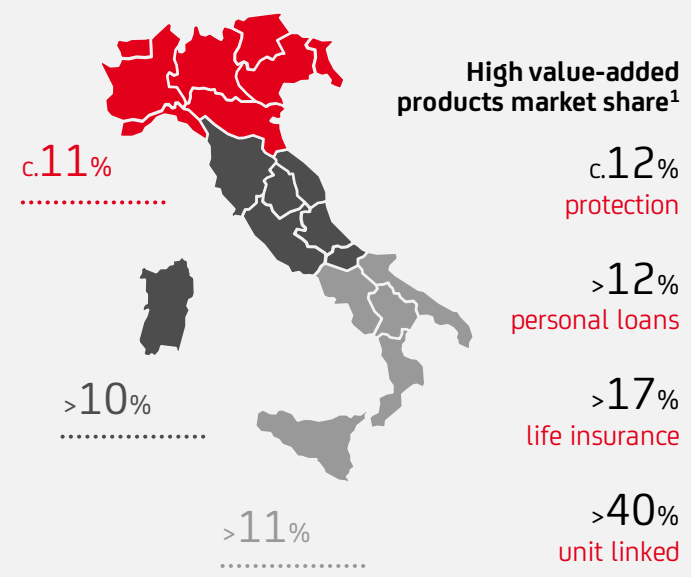 High value-added
products market share¹
c.11%
c.12%
protection
>12%
personal loans
>10%
>17%
life insurance
>11%
>40%
unit linked